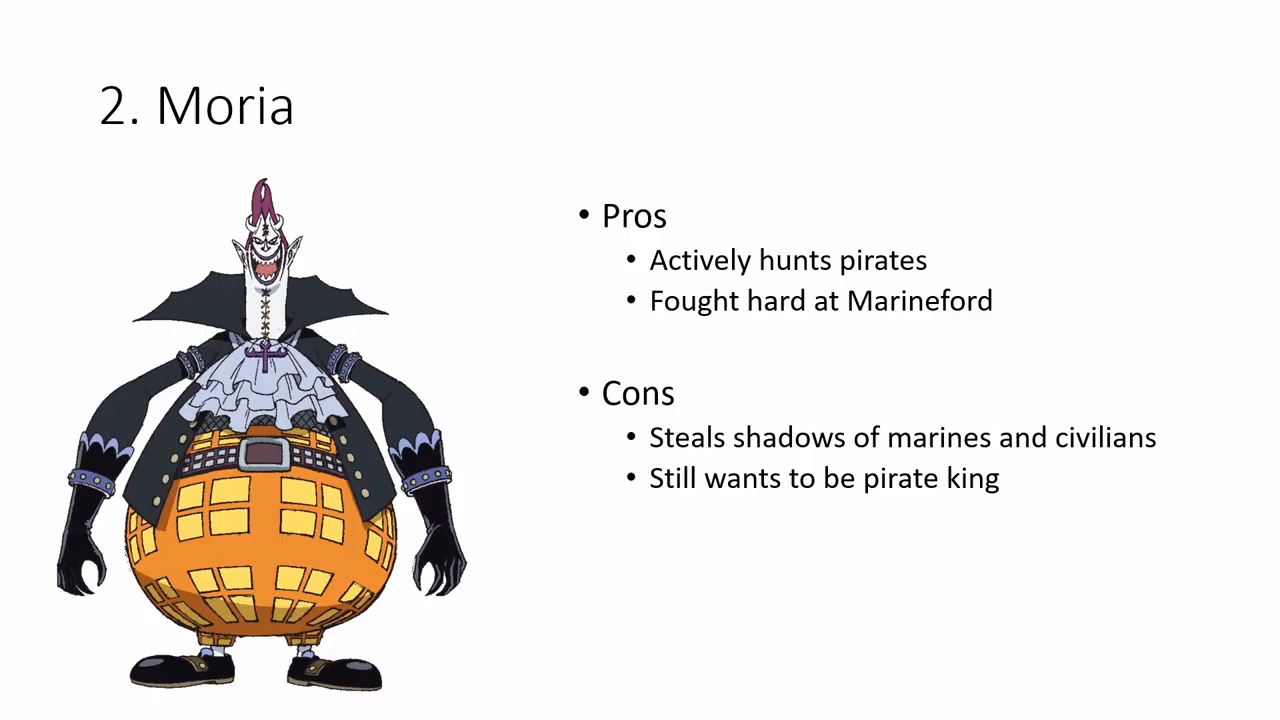 2. Moria
• Pros
• Actively hunts pirates
• Fought hard at Marineford
• Cons
• Steals shadows of marines and civilians
• Still wants to be pirate king